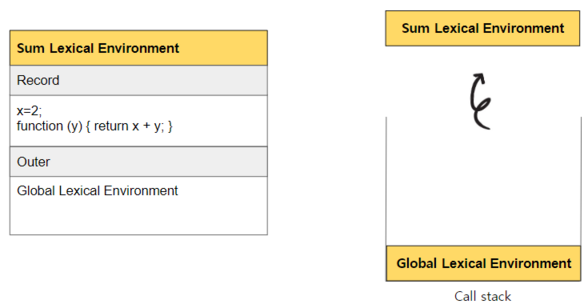 Sum Lexical Environment
Record
x=2;
function (y) { return x + y; }
Outer
Global Lexical Environment
Sum Lexical Environment
Global Lexical Environment
Call stack